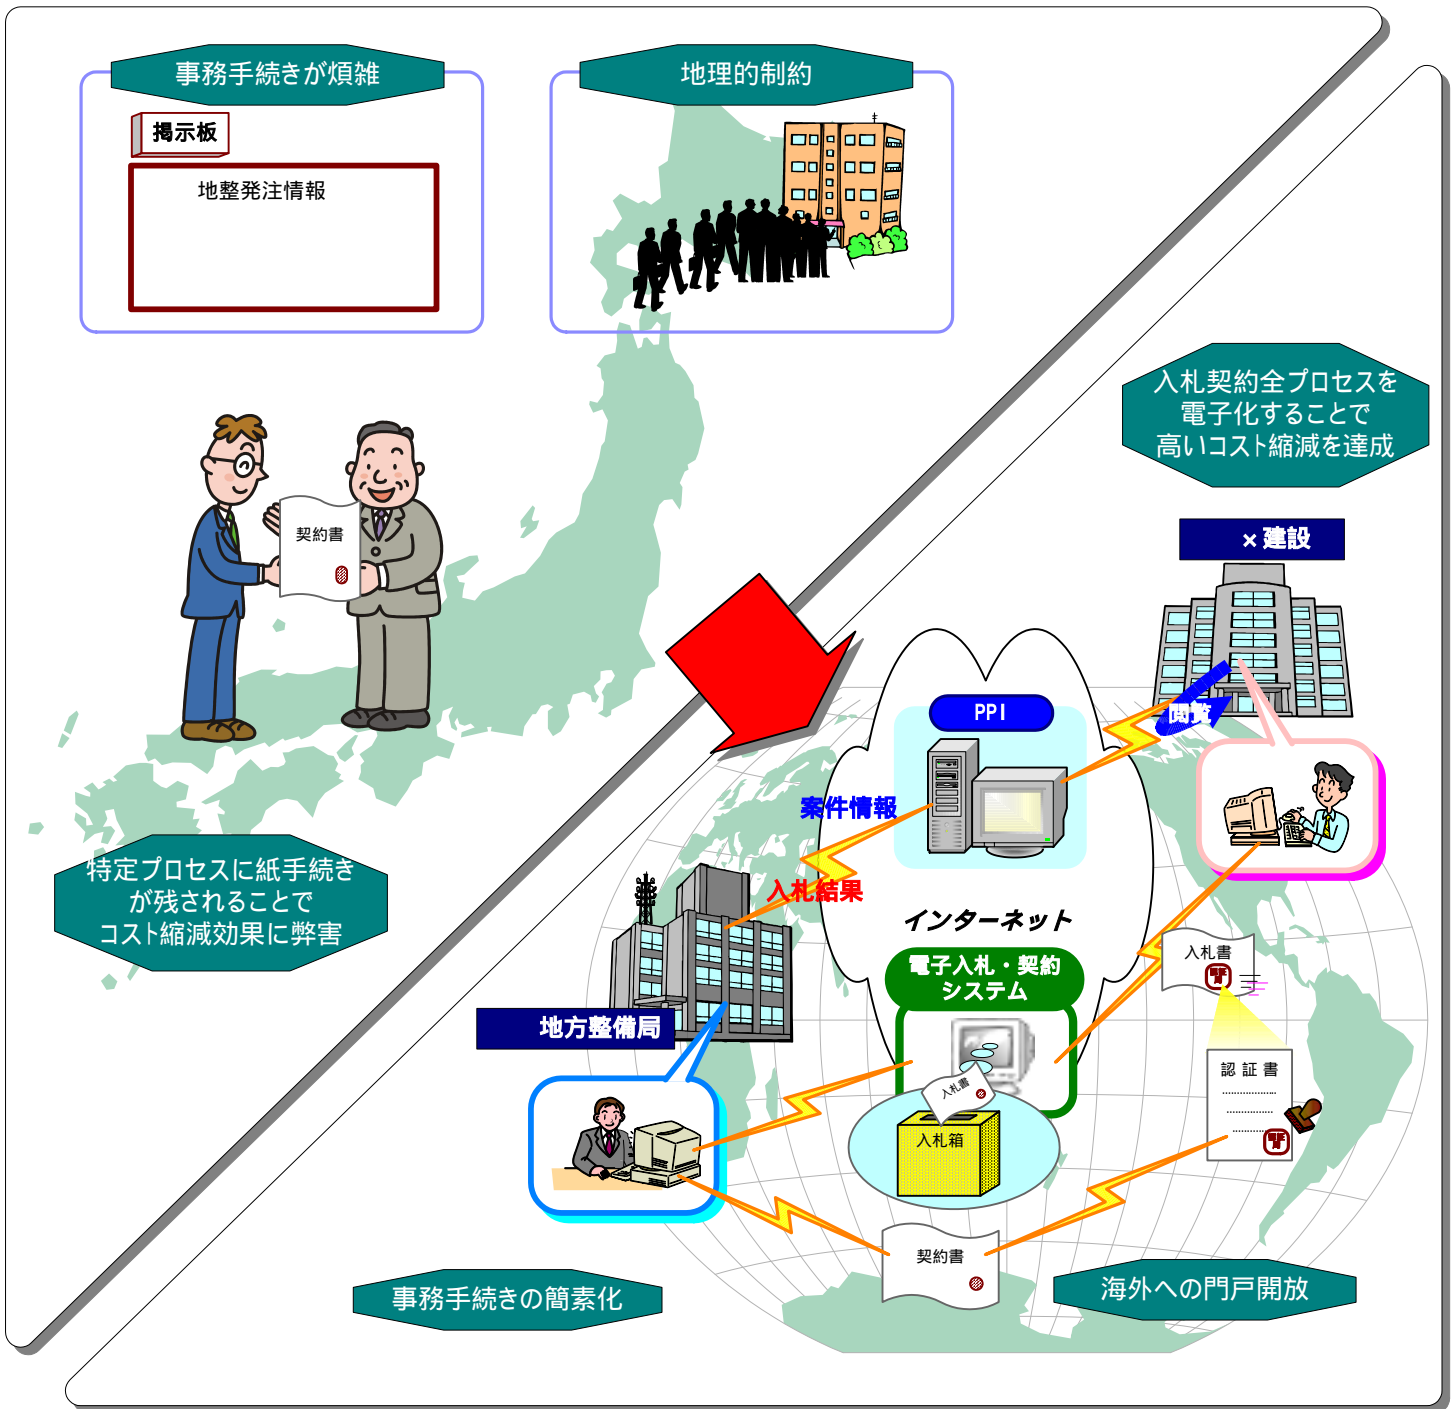 事務手続きが煩雑
地理的制約
掲示板
地整発注情報
契約書
入札契約全プロセスを
電子化することで
高いコスト縮減を達成
×建設
閲覧
PPI
案件情報
入札結果
インターネット
電子入札・契約
システム
特定プロセスに紙手続き
が残されることで
コスト縮減効果に弊害
地方整備局
入札書
認証書
入札書
入札箱
契約書
事務手続きの簡素化
海外への門戸開放